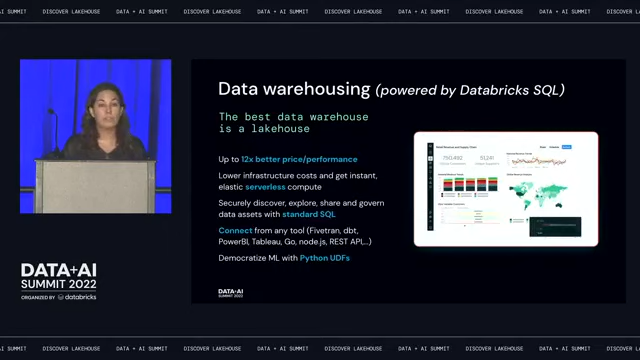 AI SUMMIT DISCOVER LAKEHOUSE DATA + AI SUMMIT DISCOVER LAKEHOUSE DATA + AI SUMMIT DISCOVER LAKEHOUSE DATA + AI SUMMIT DISCOVER LAKEHOUSE
Data warehousing (powered by Databricks SQL)
The best data warehouse
is a lakehouse
Up to 12x better price/performance
Lower infrastructure costs and get instant,
elastic serverless compute
Securely discover, explore, share and govern
data assets with standard SQL
Connect from any tool (Fivetran, dbt,
PowerBI, Tableau, Go, node.js, REST API,...)
Democratize ML with Python UDFs
DATA+AI
SUMMIT 2022
DATA+AI
SUMMIT 2022
ORGANIZED BY databricks
AI SUMMIT DISCOVER LAKEHOUSE DATA + AI SUMMIT DISCOVER LAKEHOUSE DATA + AI SUMMIT DISCOVER LAKEHOUSE DATA + AI SUMMIT DISCOVER LAKEHOUSE